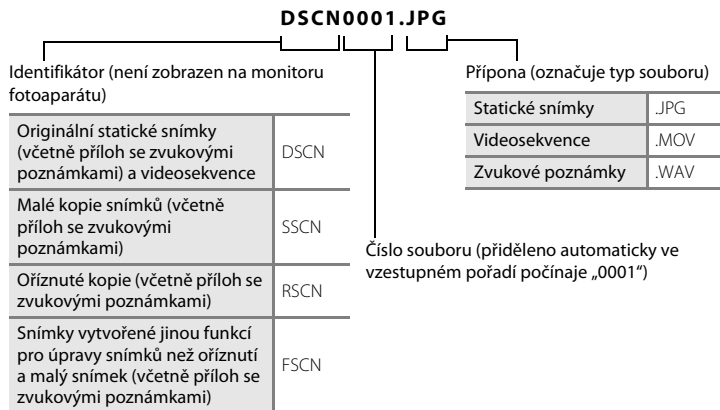 DSCN0001.JPG
Identifikátor (není zobrazen na monitoru
fotoaparátu)
Originální statické snímky
(včetně příloh se zvukovými
poznámkami) a videosekvence
DSCN
Malé kopie snímků (včetně
příloh se zvukovými
poznámkami)
SSCN
Oříznuté kopie (včetně příloh se
zvukovými poznámkami)
RSCN
Snímky vytvořené jinou funkcí
pro úpravy snímků než oříznutí
a malý snímek (včetně příloh se
zvukovými poznámkami)
FSCN
Přípona (označuje typ souboru)
Statické snímky .JPG
Videosekvence .MOV
Zvukové poznámky .WAV
Číslo souboru (přiděleno automaticky ve
vzestupném pořadí počínaje „0001“)